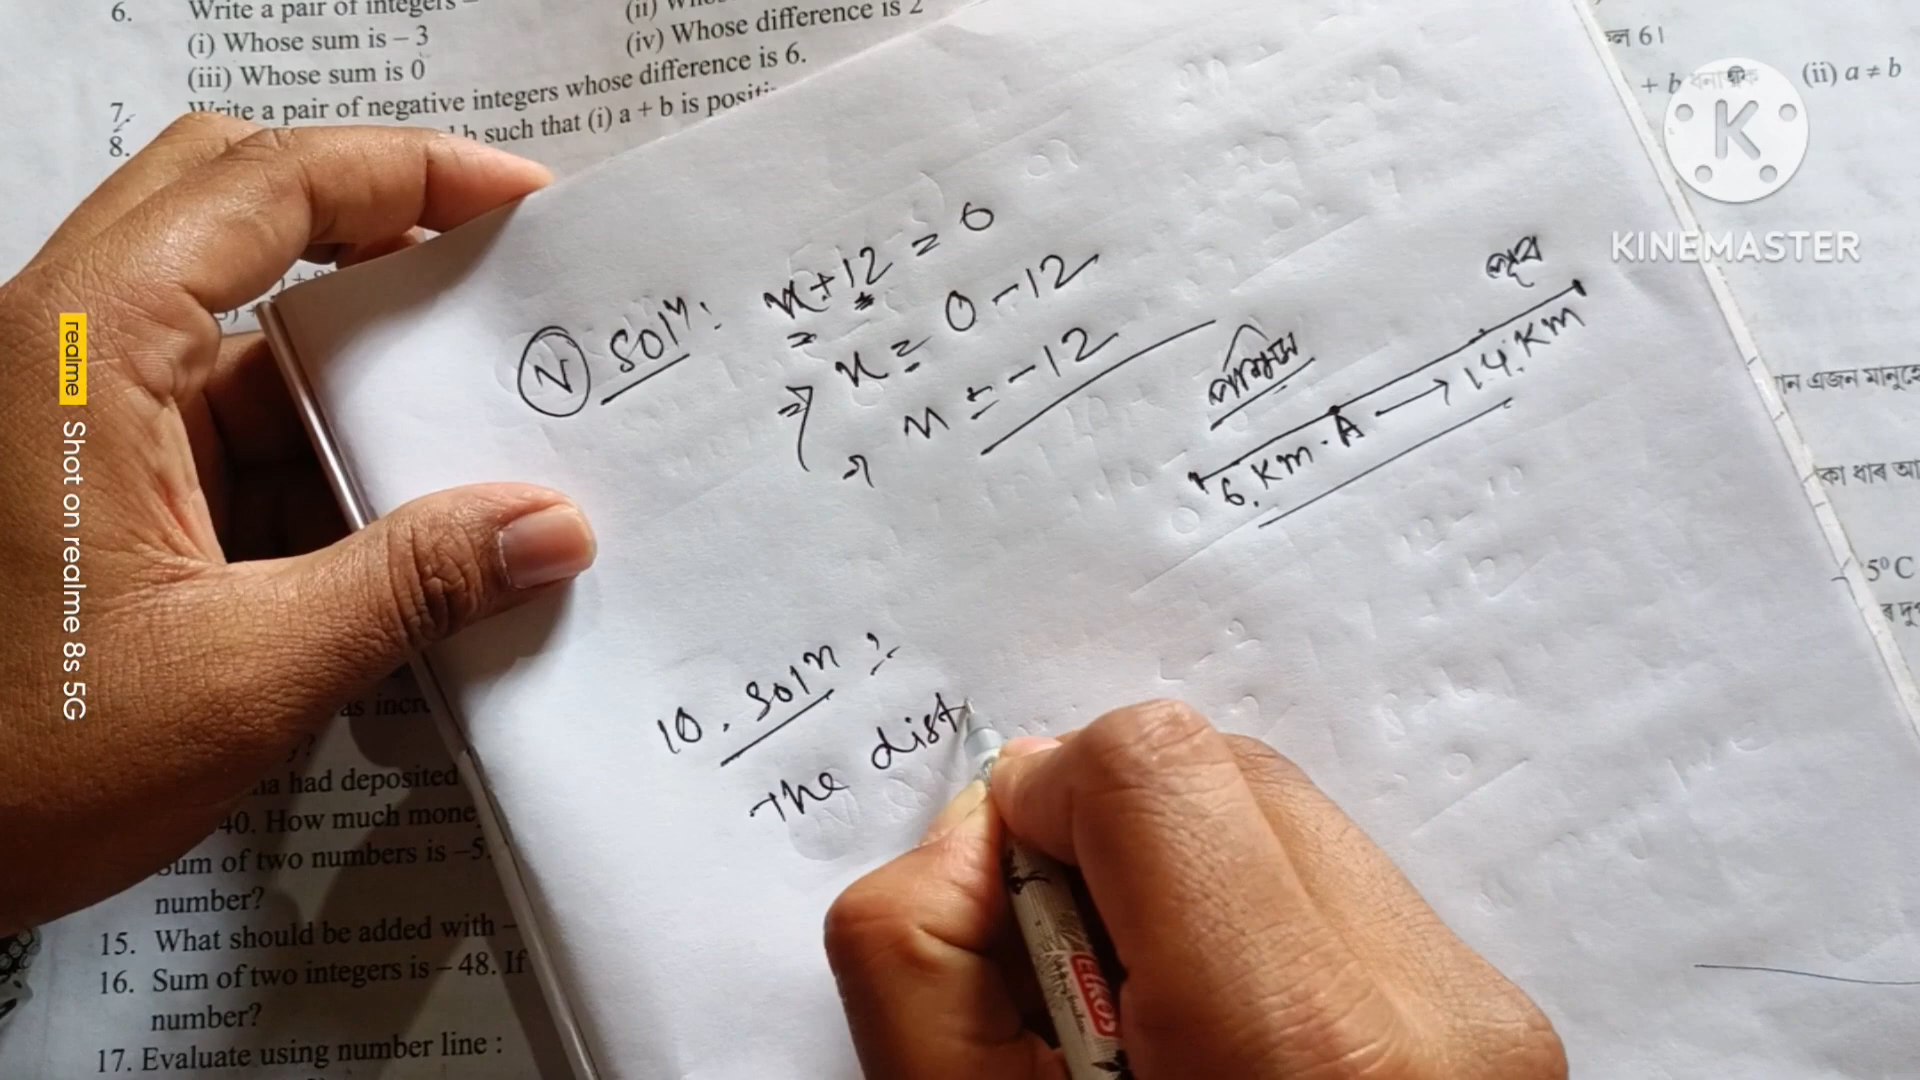 6. Write a pair of integers
(i) Whose sum is – 3
(iv) Whose difference is 2
(iii) Whose sum is 0
7. Write a pair of negative integers whose difference is 6.
8. such that (i) a + b is
61
+ b (ii) a ≠ b
KINEMASTER
(V) Solⁿ: x + 12 = 0
⇒ x = 0 - 12
⇒ x = -12
পশ্চিম
পূব
6. KM. A → 14. KM
5° C
10. Solⁿ:
The dist
had deposited
40. How much
sum of two numbers is –5.
number?
15. What should be added with –
16. Sum of two integers is – 48. If
number?
17. Evaluate using number line :
realme Shot on realme 8s 5G